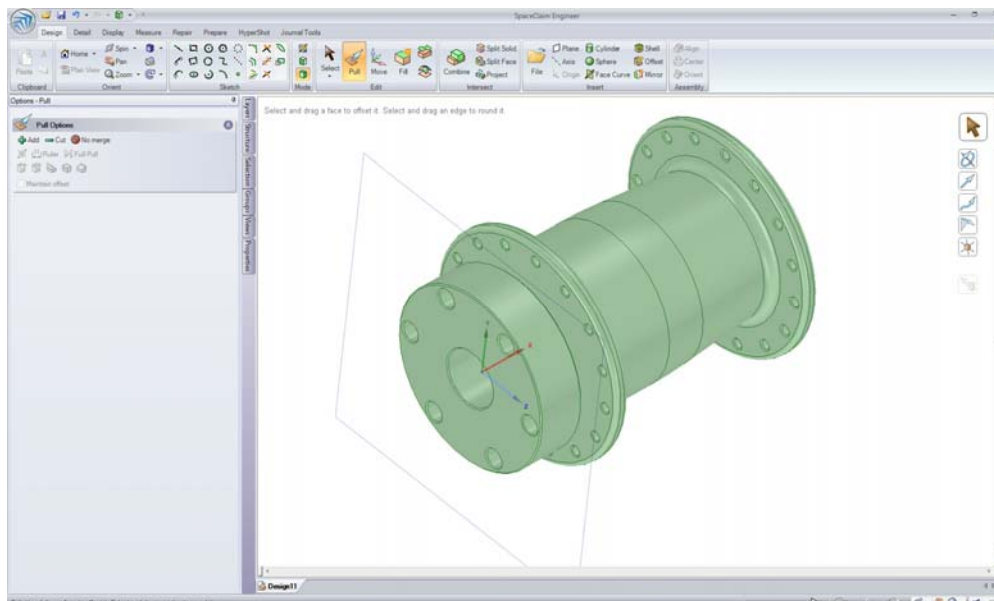 SpaceClaim Engineer
Design Detail Display Measure Repair Prepare HyperShot Journal Tools
Home Spin
Plan View Pan
Zoom
Paste
Select Pull Move Fill
Combine Split Solid
Split Face
Project
File Plane Cylinder Shell
Axis Sphere Offset
Origin Face Curve Mirror
Align
Center
Orient
Clipboard Orient Sketch Mode Edit Intersect Insert Assembly
Options - Pull
Pull Options
Add Cut No merge
Ruler Full Pull
Maintain offset
Layers Structure Selection Groups Views Properties
Select and drag a face to offset it. Select and drag an edge to round it.
Design11